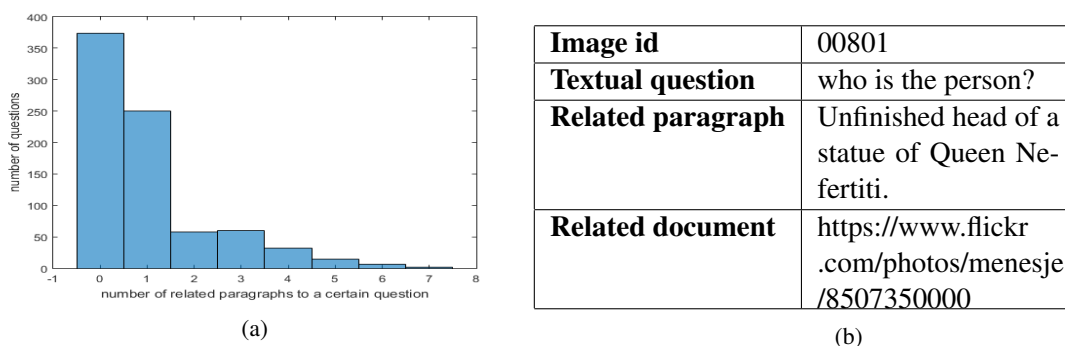 400
350
300
250
200
150
100
50
0
number of questions
-1 0 1 2 3 4 5 6 7 8
number of related paragraphs to a certain question
(a)
Image id 00801
Textual question who is the person?
Related paragraph Unfinished head of a
statue of Queen Ne-
fertiti.
Related document https://www.flickr
.com/photos/menesje
/8507350000
(b)